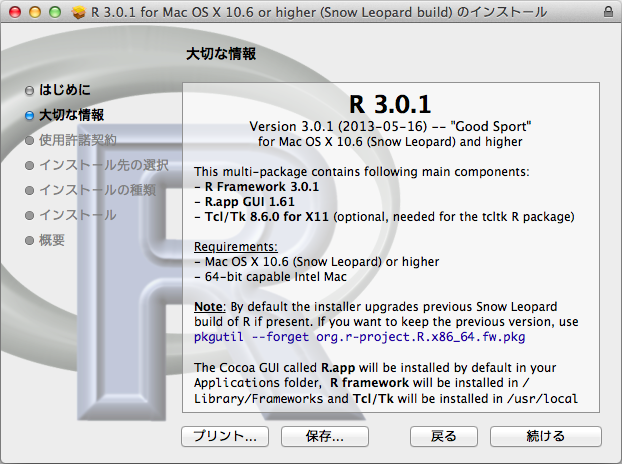 R 3.0.1 for Mac OS X 10.6 or higher (Snow Leopard build) のインストール
大切な情報
はじめに
大切な情報
使用許諾契約
インストール先の選択
インストールの種類
インストール
概要
R 3.0.1
Version 3.0.1 (2013-05-16) -- "Good Sport"
for Mac OS X 10.6 (Snow Leopard) and higher
This multi-package contains following main components:
- R Framework 3.0.1
- R.app GUI 1.61
- Tcl/Tk 8.6.0 for X11 (optional, needed for the tcltk R package)
Requirements:
- Mac OS X 10.6 (Snow Leopard) or higher
- 64-bit capable Intel Mac
Note: By default the installer upgrades previous Snow Leopard
build of R if present. If you want to keep the previous version, use
pkgutil --forget org.r-project.R.x86_64.fw.pkg
The Cocoa GUI called R.app will be installed by default in your
Applications folder, R framework will be installed in /
Library/Frameworks and Tcl/Tk will be installed in /usr/local
プリント...
保存...
戻る
続ける